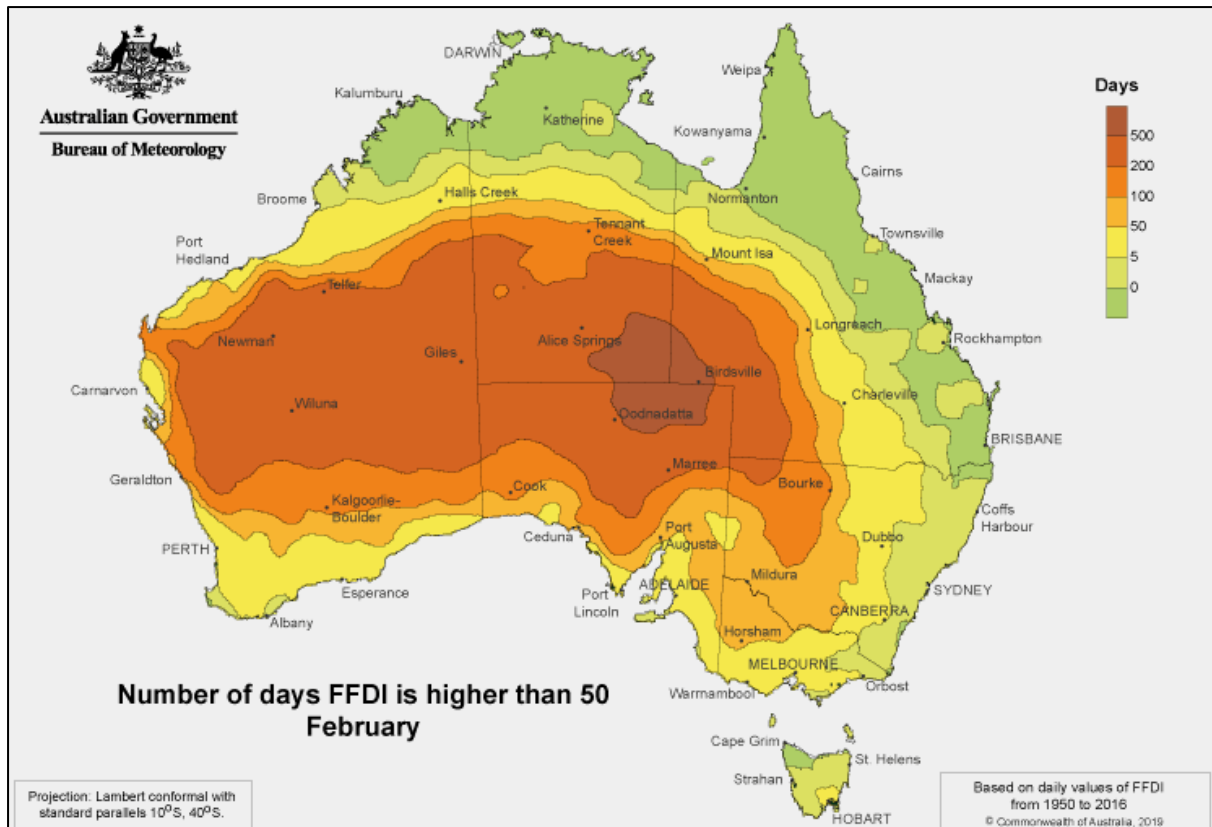 Australian Government
Bureau of Meteorology
DARWIN
Kalumburu
Katherine
Weipa
Kowanyama
Cairns
Normanton
Broome
Halls Creek
Townsville
Tennant
Creek
Mount Isa
Port
Hedland
Mackay
Telfer
Longreach
Rockhampton
Newman
Alice Springs
Giles
Birdsville
Carnarvon
Charleville
Wiluna
Oodnadatta
BRISBANE
Marree
Geraldton
Bourke
Cook
Kalgoorlie-
Boulder
Coffs
Harbour
Ceduna
Port
Augusta
Dubbo
PERTH
Mildura
Esperance
Port
Lincoln
ADELAIDE
SYDNEY
Albany
CANBERRA
Horsham
MELBOURNE
Warrnambool
Orbost
Cape Grim
St. Helens
Strahan
HOBART
Days
500
200
100
50
5
0
Number of days FFDI is higher than 50
February
Projection: Lambert conformal with
standard parallels 10°S, 40°S.
Based on daily values of FFDI
from 1950 to 2016
© Commonwealth of Australia, 2019